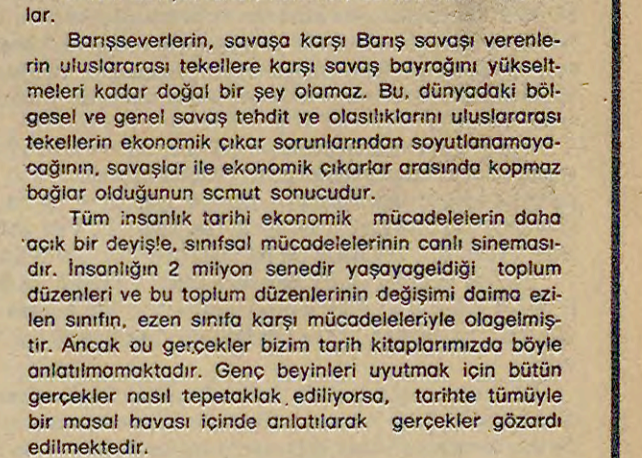 lar.
Barışseverlerin, savaşa karşı Barış savaşı verenle-
rin uluslararası tekellere karşı savaş bayrağını yükselt-
meleri kadar doğal bir şey olamaz. Bu, dünyadaki böl-
gesel ve genel savaş tehdit ve olasılıklarını uluslararası
tekellerin ekonomik çıkar sorunlarından soyutlanamaya-
cağının, savaşlar ile ekonomik çıkarlar arasında kopmaz
bağlar olduğunun scmut sonucudur.
Tüm insanlık tarihi ekonomik mücadelelerin daha
açık bir deyişle, sınıfsal mücadelelerinin canlı sineması-
dır. İnsanlığın 2 milyon senedir yaşayageldiği toplum
düzenleri ve bu toplum düzenlerinin değişimi daima ezi-
len sınıfın, ezen sınıfa karşı mücadeleleriyle olagelmiş-
tir. Ancak bu gerçekler bizim tarih kitaplarımızda böyle
anlatılmamaktadır. Genç beyinleri uyutmak için bütün
gerçekler nasıl tepetaklak ediliyorsa, tarihte tümüyle
bir masal havası içinde anlatılarak gerçekler gözardı
edilmektedir.